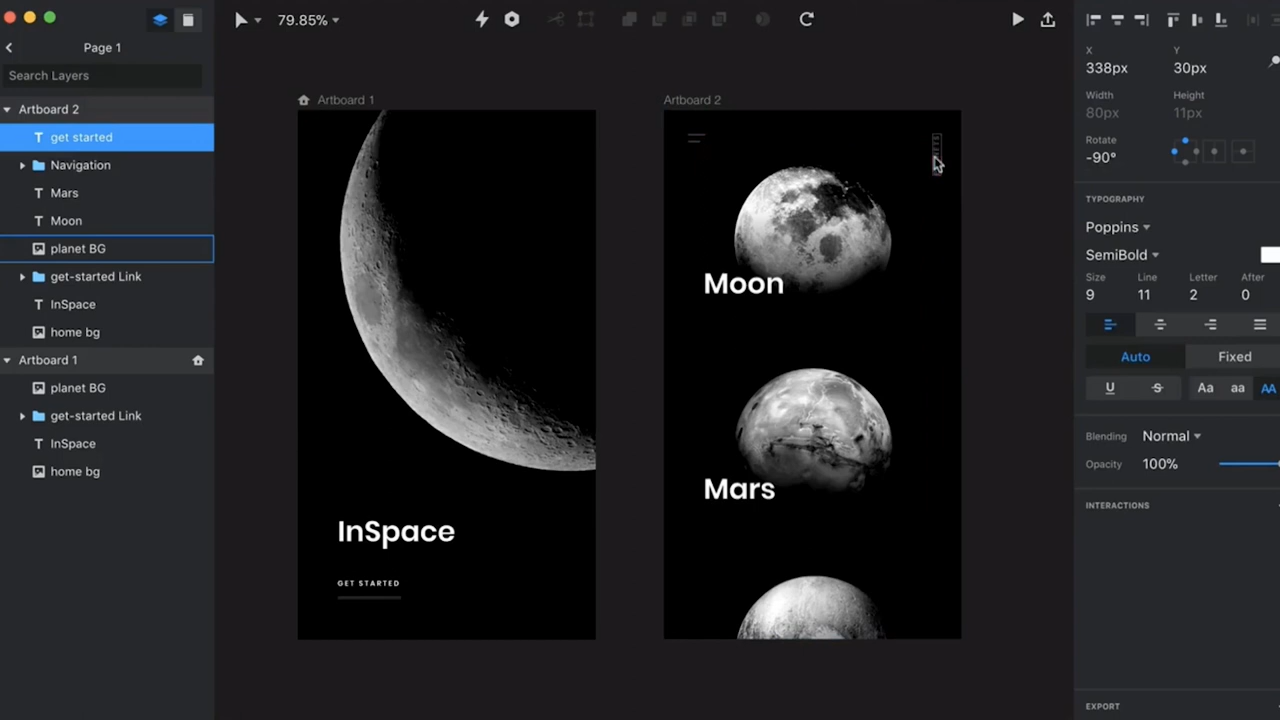 79.85%
Page 1
Search Layers
Artboard 2
get started
Navigation
Mars
Moon
planet BG
get-started Link
InSpace
home bg
Artboard 1
planet BG
get-started Link
InSpace
home bg
Artboard 1
InSpace
GET STARTED
Artboard 2
Moon
Mars
X Y
338px 30px
Width Height
80px 11px
Rotate
-90°
TYPOGRAPHY
Poppins
SemiBold
Size Line Letter After
9 11 2 0
Auto Fixed
U S Aa aa AA
Blending Normal
Opacity 100%
INTERACTIONS
EXPORT